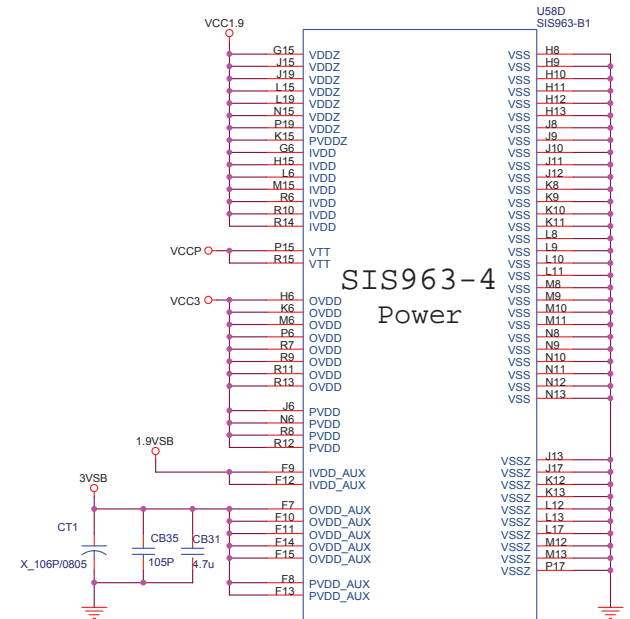 U58D
SIS963-B1
VCC1.9
G15 VDDZ VSS H8
J15 VDDZ VSS H9
J19 VDDZ VSS H10
L15 VDDZ VSS H11
L19 VDDZ VSS H12
N15 VDDZ VSS H13
P19 VDDZ VSS J8
K15 PVDDZ VSS J9
G6 IVDD VSS J10
H15 IVDD VSS J11
L6 IVDD VSS J12
M15 IVDD VSS K8
R6 IVDD VSS K9
R10 IVDD VSS K10
R14 IVDD VSS K11
VSS L8
VCCP P15 VTT VSS L9
R15 VTT VSS L10
VSS L11
SIS963-4
Power
VSS M8
VCC3 H6 OVDD VSS M9
K6 OVDD VSS M10
M6 OVDD VSS M11
P6 OVDD VSS N8
R7 OVDD VSS N9
R9 OVDD VSS N10
R11 OVDD VSS N11
R13 OVDD VSS N12
VSS N13
J6 PVDD
N6 PVDD
R8 PVDD
R12 PVDD
1.9VSB
VSSZ J13
F9 IVDD_AUX VSSZ J17
F12 IVDD_AUX VSSZ K12
3VSB
VSSZ K13
F7 OVDD_AUX VSSZ L12
F10 OVDD_AUX VSSZ L13
F11 OVDD_AUX VSSZ L17
F14 OVDD_AUX VSSZ M12
F15 OVDD_AUX VSSZ M13
VSSZ P17
F8 PVDD_AUX
F13 PVDD_AUX
CT1
X_106P/0805
CB35
105P
CB31
4.7u